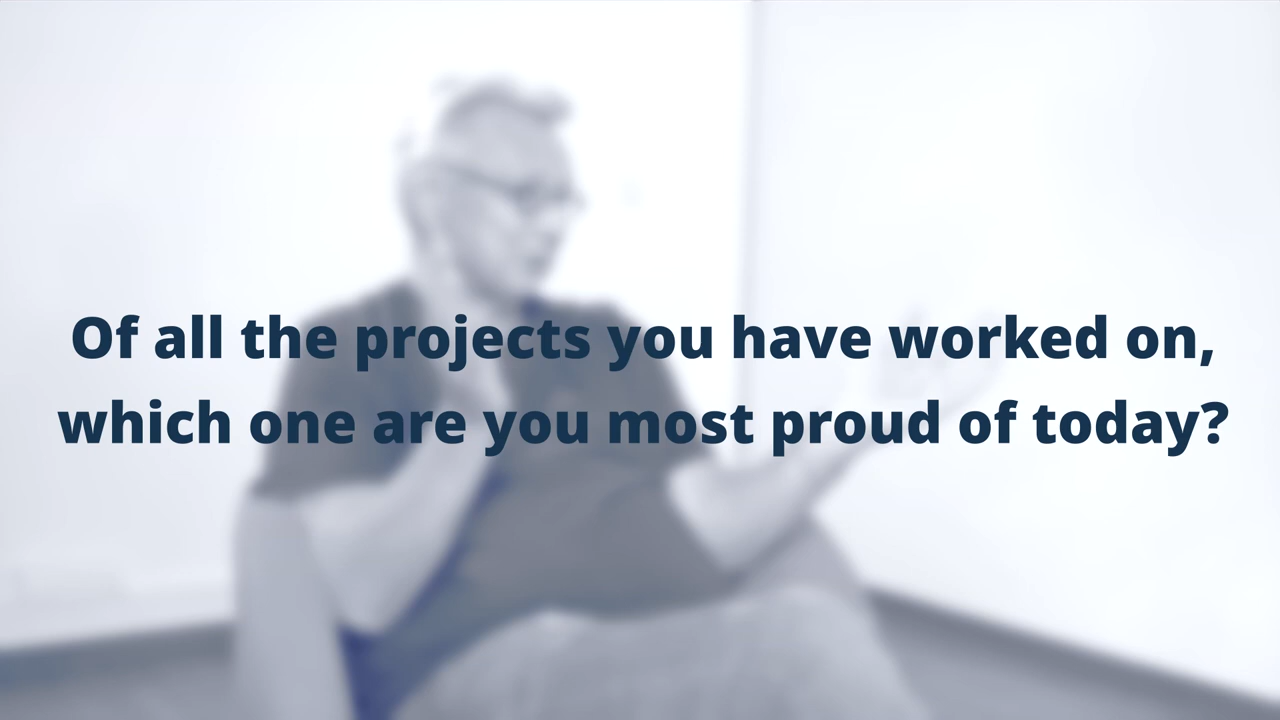 Of all the projects you have worked on,
which one are you most proud of today?